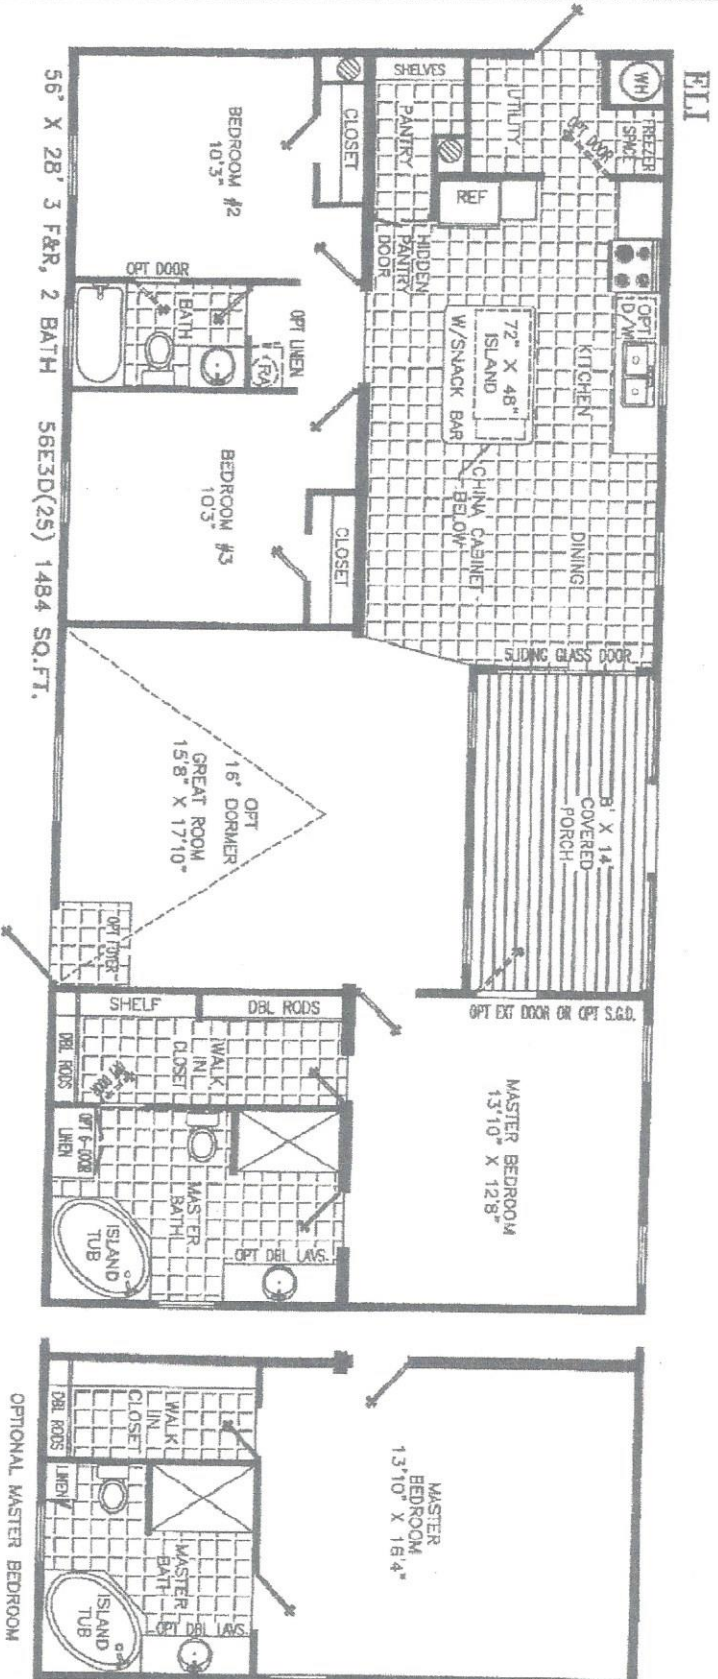 ELI
WH
FREEZER
SPACE
OPT DOOR
UTILITY
SHELVES
PANTRY
REF
HIDDEN
PANTRY
DOOR
OPT
D/W
KITCHEN
72" X 48"
ISLAND
W/SNACK BAR
CHINA CABINET
BELOW
DINING
SLIDING GLASS DOOR
8' X 14'
COVERED
PORCH
OPT EXT DOOR OR OPT S.G.D.
MASTER BEDROOM
13'10" X 12'8"
CLOSET
BEDROOM #2
10'3"
OPT DOOR
BATH
OPT LINEN
RA
BEDROOM #3
10'3"
CLOSET
OPT
16' DORMER
GREAT ROOM
15'8" X 17'10"
OPT FOYER
SHELF
DBL RODS
WALK
IN
CLOSET
DBL RODS
OPT DOOR
OPT 6-DOOR
LINEN
MASTER
BATH
OPT DBL LAVS.
ISLAND
TUB
56' X 28' 3 F&R, 2 BATH 56E3D(25) 1484 SQ.FT.
MASTER
BEDROOM
13'10" X 16'4"
WALK
IN
CLOSET
DBL RODS
LINEN
MASTER
BATH
OPT DBL LAVS.
ISLAND
TUB
OPTIONAL MASTER BEDROOM